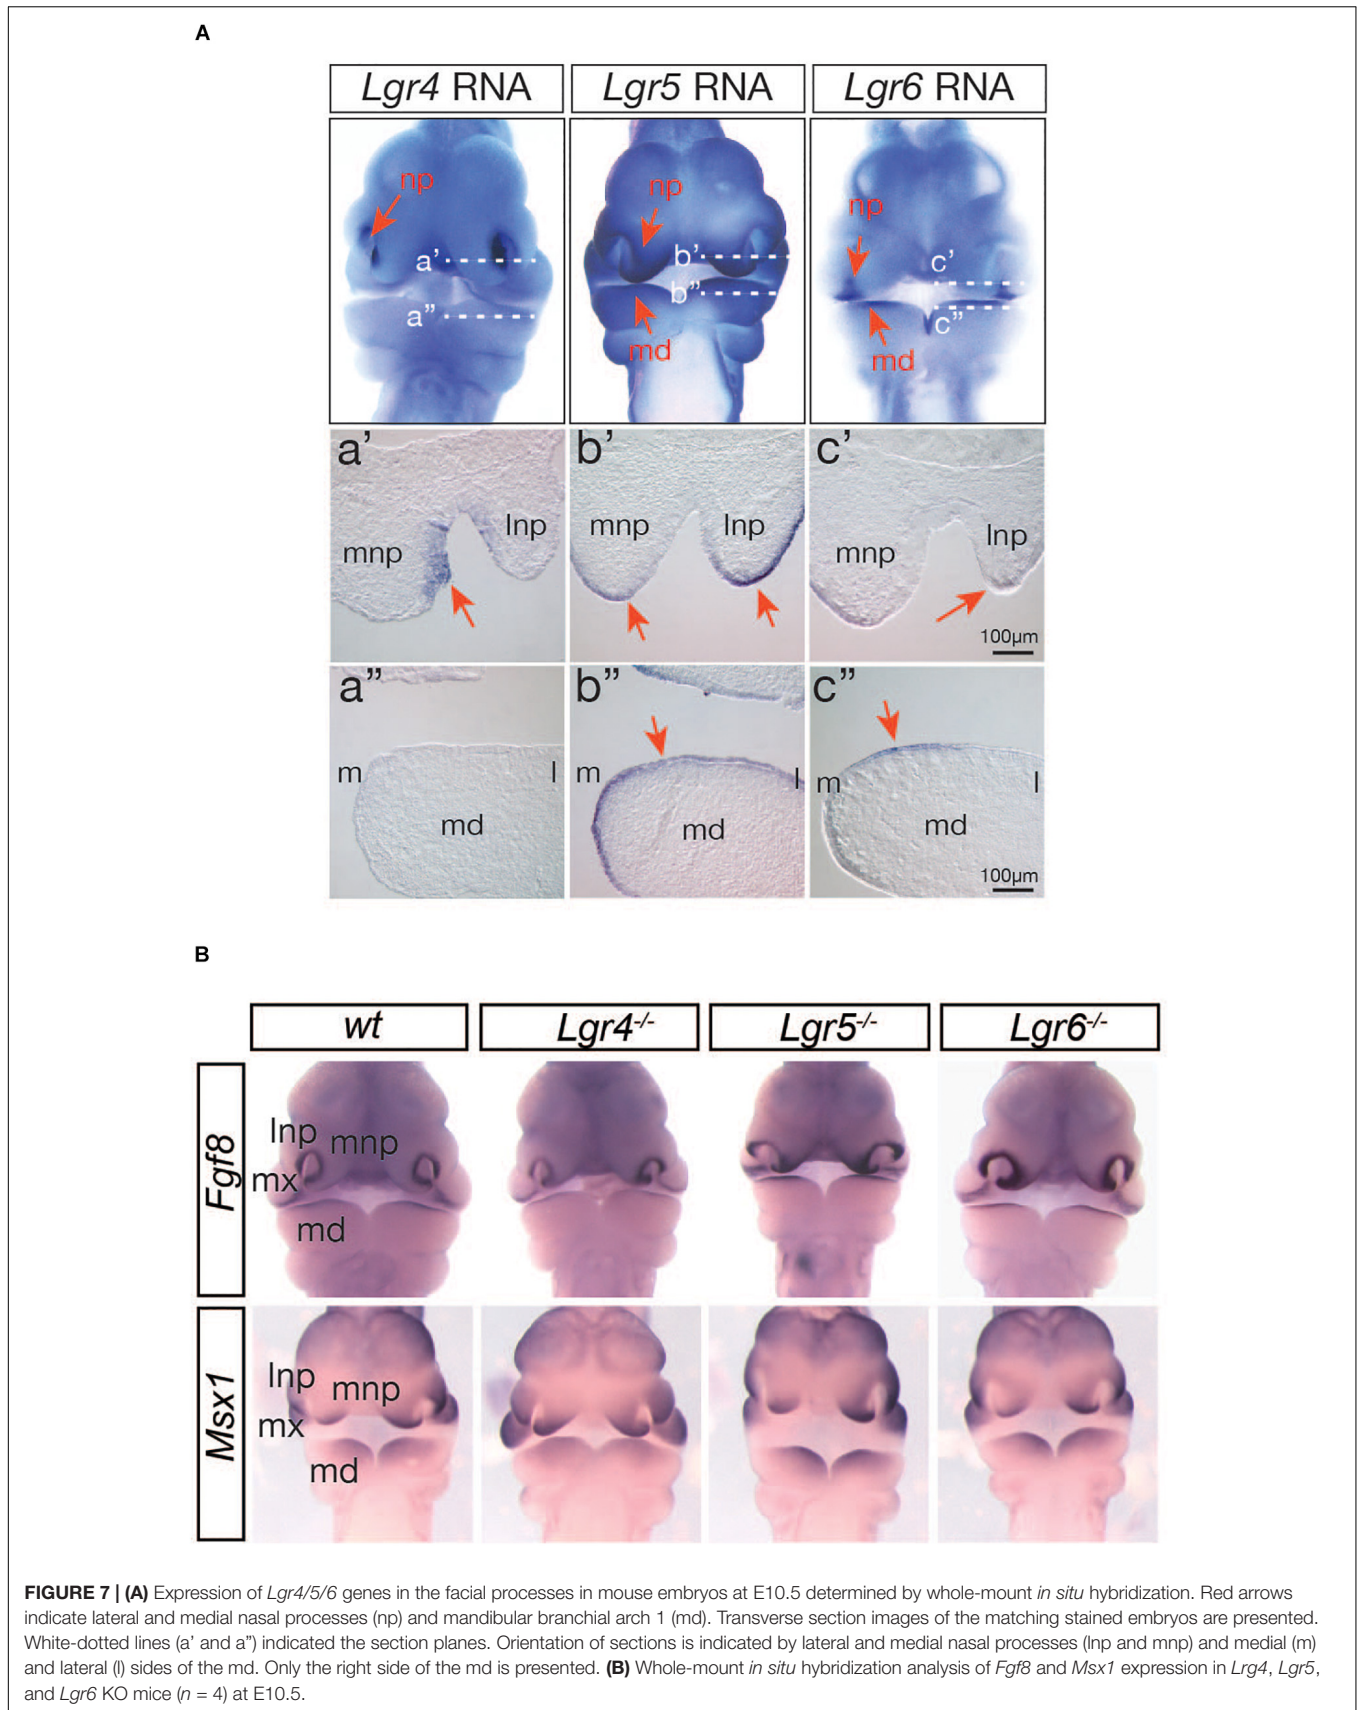 A
Lgr4 RNA
Lgr5 RNA
Lgr6 RNA
np
a’
a”
np
b’
b”
md
np
c’
c”
md
a’
mnp
lnp
b’
mnp
lnp
c’
mnp
lnp
100µm
a”
m
l
md
b”
m
l
md
c”
m
l
md
100µm
B
wt
Lgr4-/-
Lgr5-/-
Lgr6-/-
Fgf8
lnp
mnp
mx
md
Msx1
lnp
mnp
mx
md
FIGURE 7 | (A) Expression of Lgr4/5/6 genes in the facial processes in mouse embryos at E10.5 determined by whole-mount in situ hybridization. Red arrows
indicate lateral and medial nasal processes (np) and mandibular branchial arch 1 (md). Transverse section images of the matching stained embryos are presented.
White-dotted lines (a’ and a”) indicated the section planes. Orientation of sections is indicated by lateral and medial nasal processes (lnp and mnp) and medial (m)
and lateral (l) sides of the md. Only the right side of the md is presented. (B) Whole-mount in situ hybridization analysis of Fgf8 and Msx1 expression in Lrg4, Lgr5,
and Lgr6 KO mice (n = 4) at E10.5.